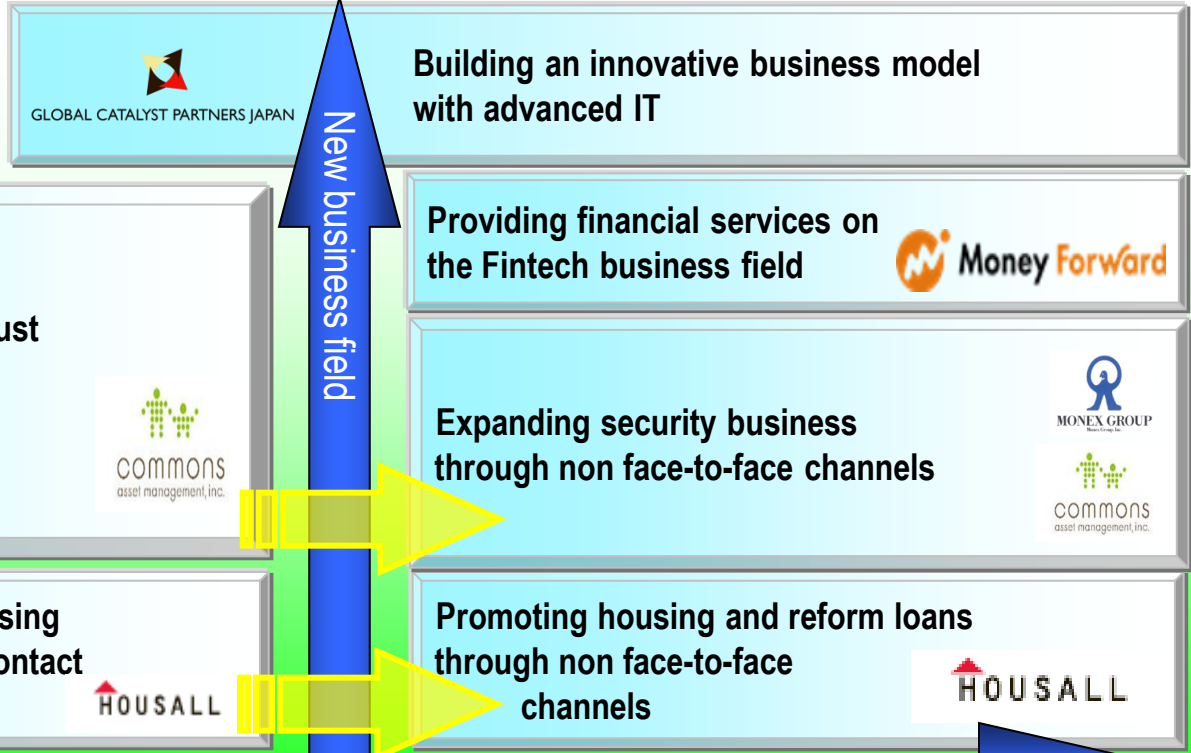 GLOBAL CATALYST PARTNERS JAPAN
Building an innovative business model
with advanced IT
New business field
Providing financial services on
the Fintech business field
Money Forward
ust
commons
asset management, inc.
Expanding security business
through non face-to-face channels
MONEX GROUP
Monex Group, Inc.
commons
asset management, inc.
sing
ontact
HOUSALL
Promoting housing and reform loans
through non face-to-face
channels
HOUSALL